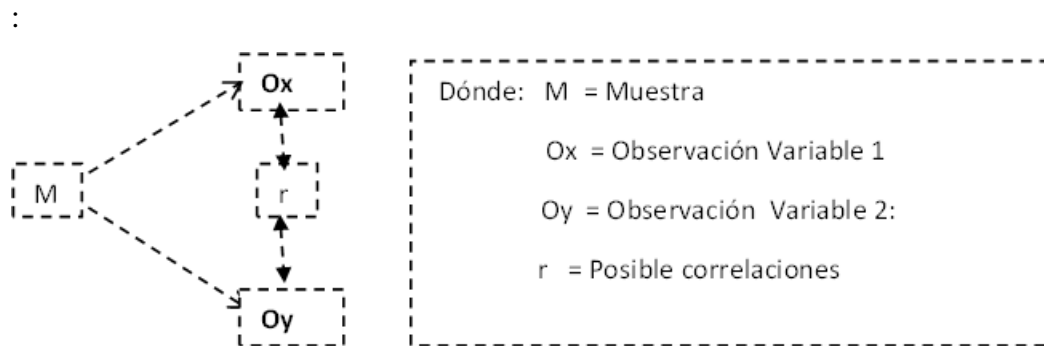 :
Ox
M
r
Oy
Dónde: M = Muestra
Ox = Observación Variable 1
Oy = Observación Variable 2:
r = Posible correlaciones